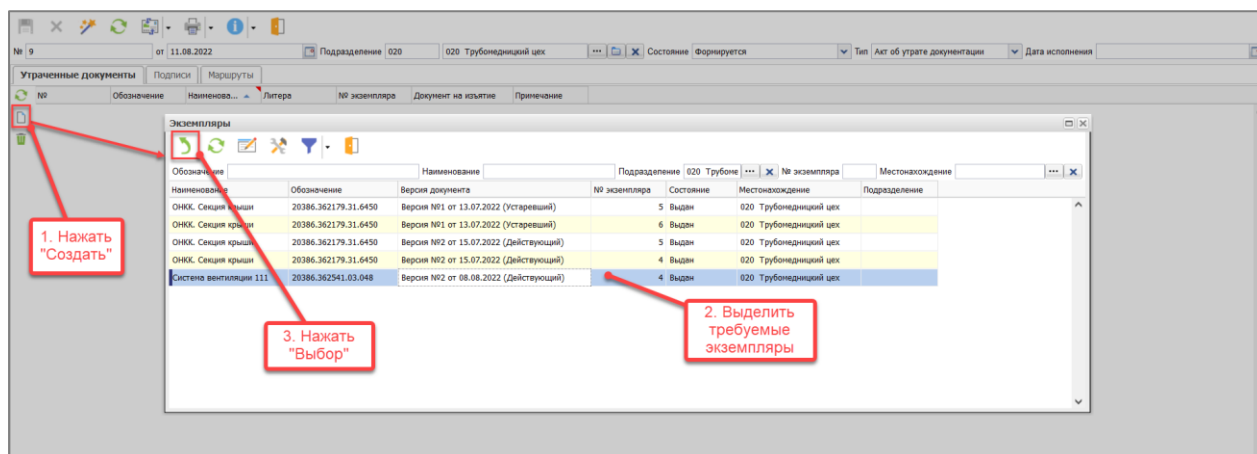 № 9 от 11.08.2022 Подразделение 020 020 Трубомедницкий цех Состояние Формируется Тип Акт об утрате документации Дата исполнения
Утраченные документы Подписи Маршруты
№ Обозначение Наименова... Литера № экземпляра Документ на изъятие Примечание
Экземпляры
Обозначение Наименование Подразделение 020 Трубоме № экземпляра Местонахождение
Наименование Обозначение Версия документа № экземпляра Состояние Местонахождение Подразделение
ОНКК. Секция крыши 20386.362179.31.6450 Версия №1 от 13.07.2022 (Устаревший) 5 Выдан 020 Трубомедницкий цех
ОНКК. Секция крыши 20386.362179.31.6450 Версия №1 от 13.07.2022 (Устаревший) 6 Выдан 020 Трубомедницкий цех
ОНКК. Секция крыши 20386.362179.31.6450 Версия №2 от 15.07.2022 (Действующий) 5 Выдан 020 Трубомедницкий цех
ОНКК. Секция крыши 20386.362179.31.6450 Версия №2 от 15.07.2022 (Действующий) 4 Выдан 020 Трубомедницкий цех
Система вентиляции 111 20386.362541.03.048 Версия №2 от 08.08.2022 (Действующий) 4 Выдан 020 Трубомедницкий цех
1. Нажать
"Создать"
2. Выделить
требуемые
экземпляры
3. Нажать
"Выбор"